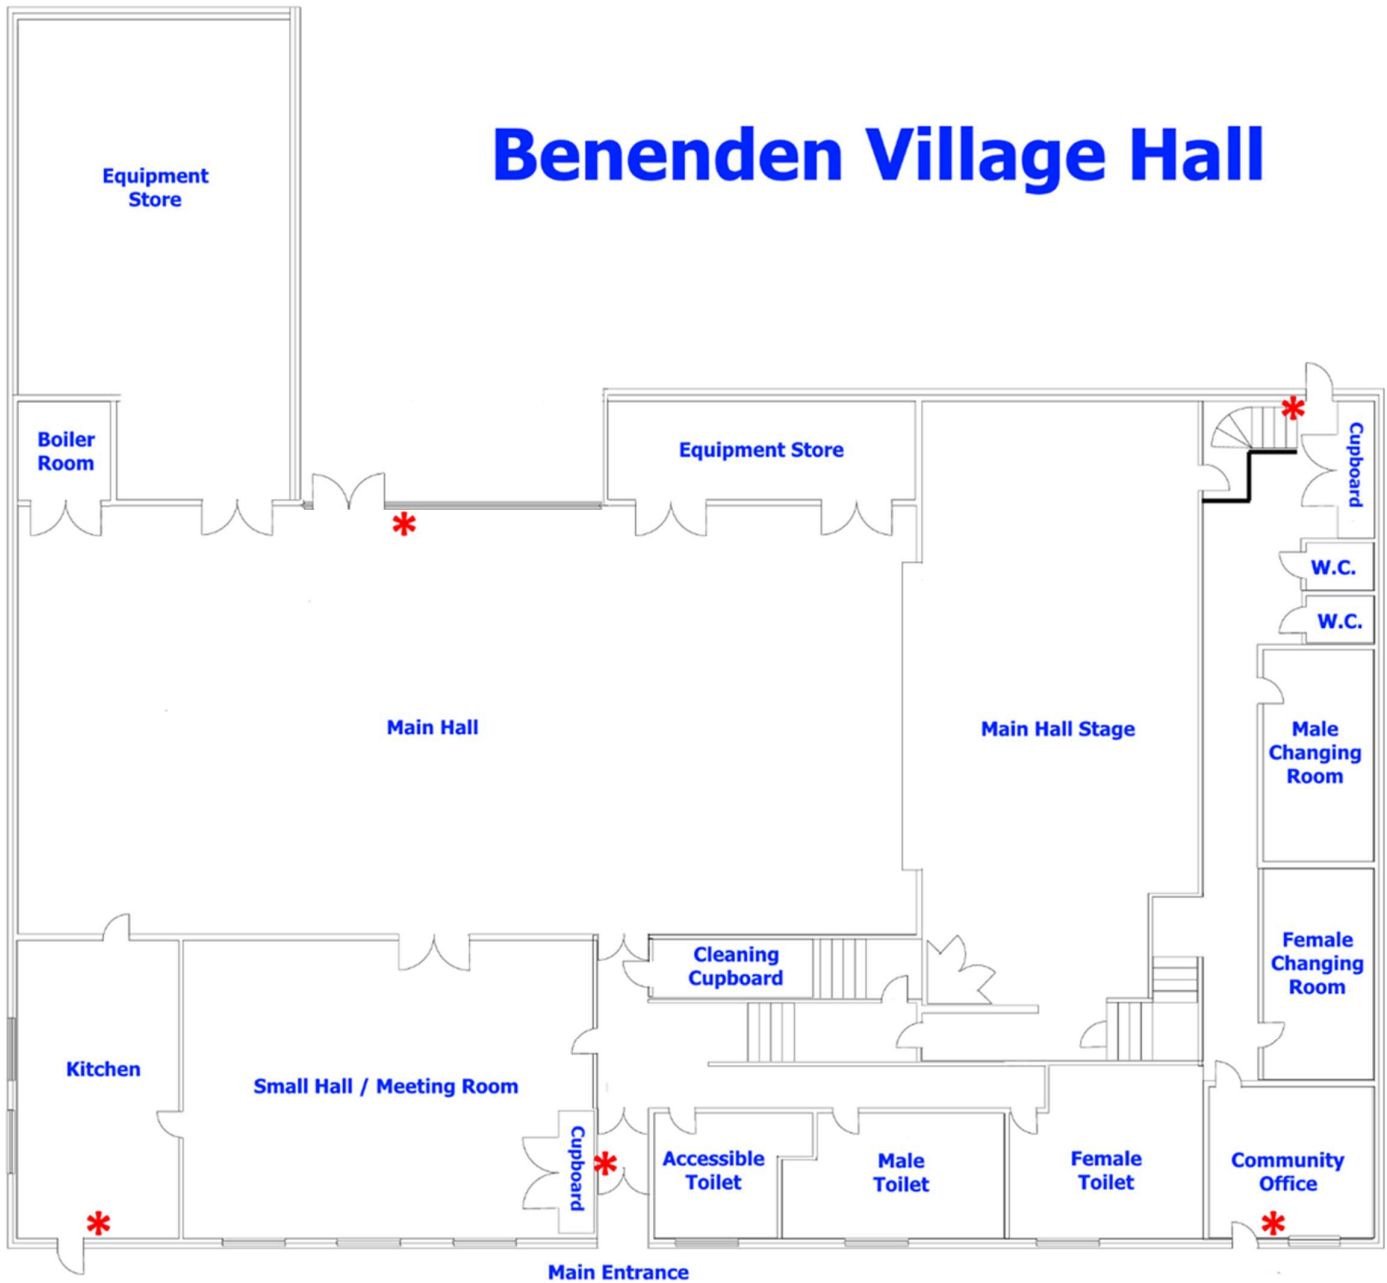 Benenden Village Hall
Equipment
Store
Boiler
Room
Equipment Store
Cupboard
W.C.
W.C.
Main Hall
Main Hall Stage
Male
Changing
Room
Female
Changing
Room
Cleaning
Cupboard
Kitchen
Small Hall / Meeting Room
Cupboard
Accessible
Toilet
Male
Toilet
Female
Toilet
Community
Office
Main Entrance